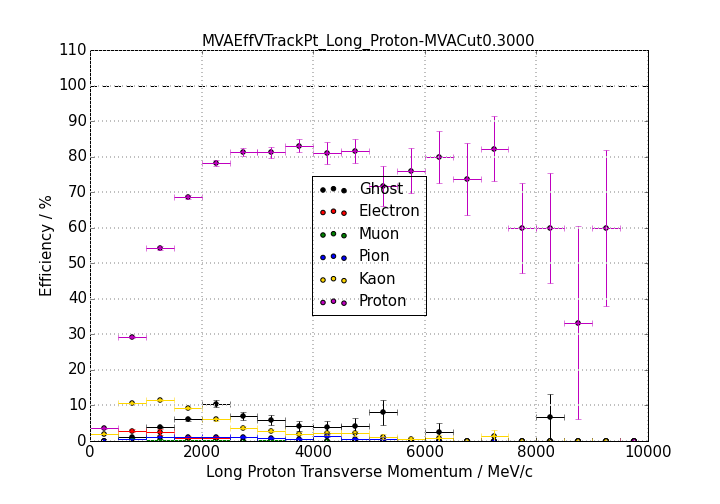 MVAEffVTrackPt_Long_Proton-MVACut0.3000
110
100
90
80
70
60
50
40
30
20
10
0
Efficiency / %
Ghost
Electron
Muon
Pion
Kaon
Proton
0 2000 4000 6000 8000 10000
Long Proton Transverse Momentum / MeV/c